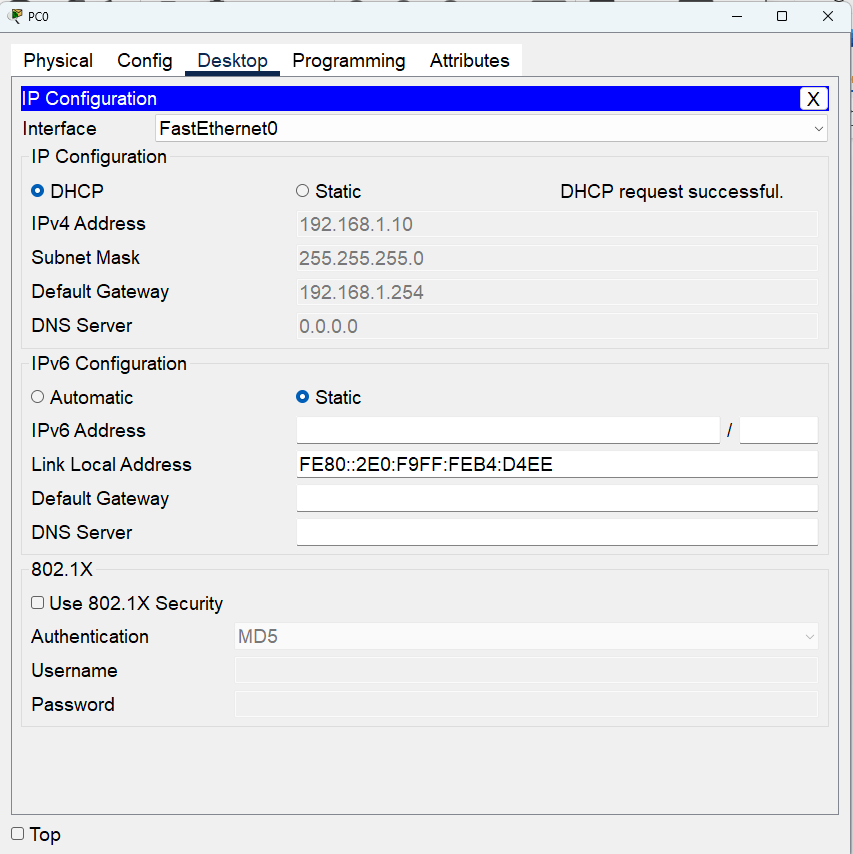 PC0
Physical Config Desktop Programming Attributes
IP Configuration X
Interface FastEthernet0
IP Configuration
DHCP Static DHCP request successful.
IPv4 Address 192.168.1.10
Subnet Mask 255.255.255.0
Default Gateway 192.168.1.254
DNS Server 0.0.0.0
IPv6 Configuration
Automatic Static
IPv6 Address /
Link Local Address FE80::2E0:F9FF:FEB4:D4EE
Default Gateway
DNS Server
802.1X
Use 802.1X Security
Authentication MD5
Username
Password
Top